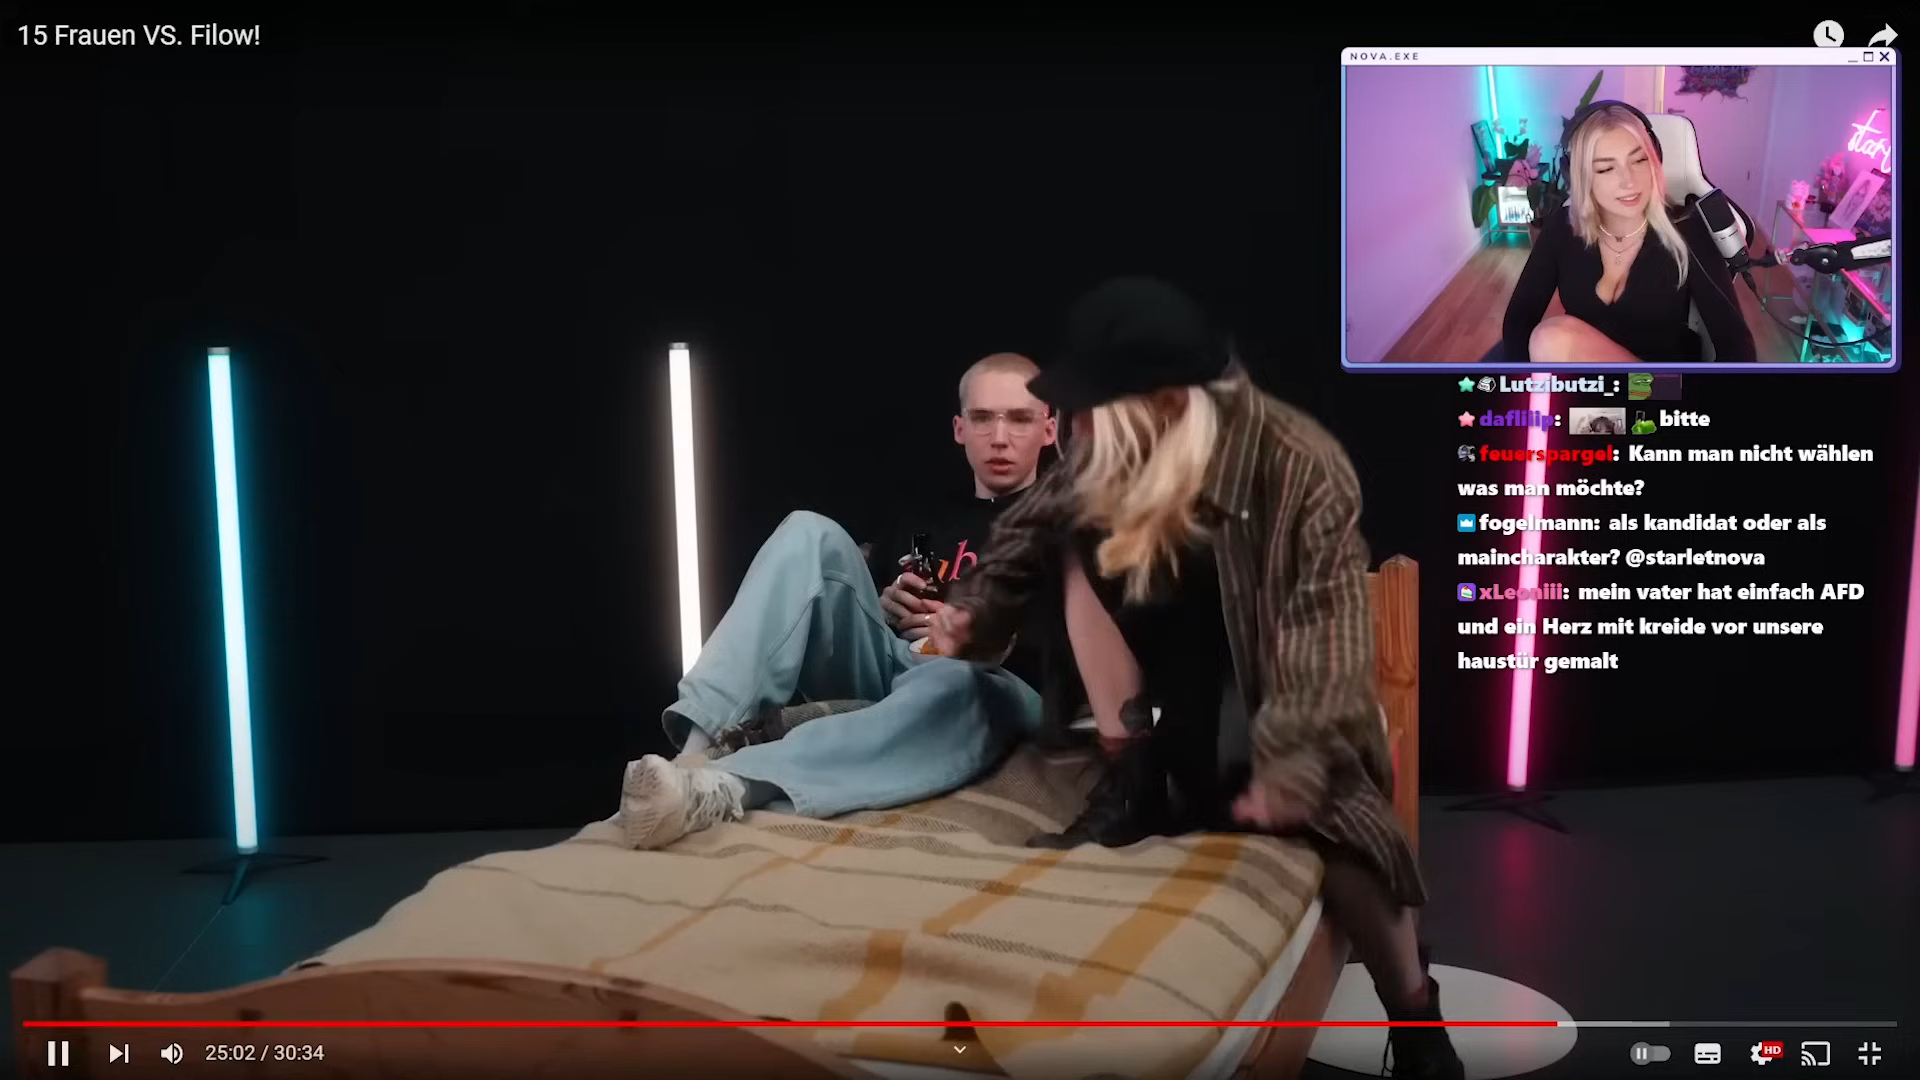 15 Frauen VS. Filow!
NOVA.EXE
Lutzibutzi_:
dafliiip: bitte
feuerspargel: Kann man nicht wählen
was man möchte?
fogelmann: als kandidat oder als
maincharakter? @starletnova
xLeoniii: mein vater hat einfach AFD
und ein Herz mit kreide vor unsere
haustür gemalt
25:02 / 30:34
HD